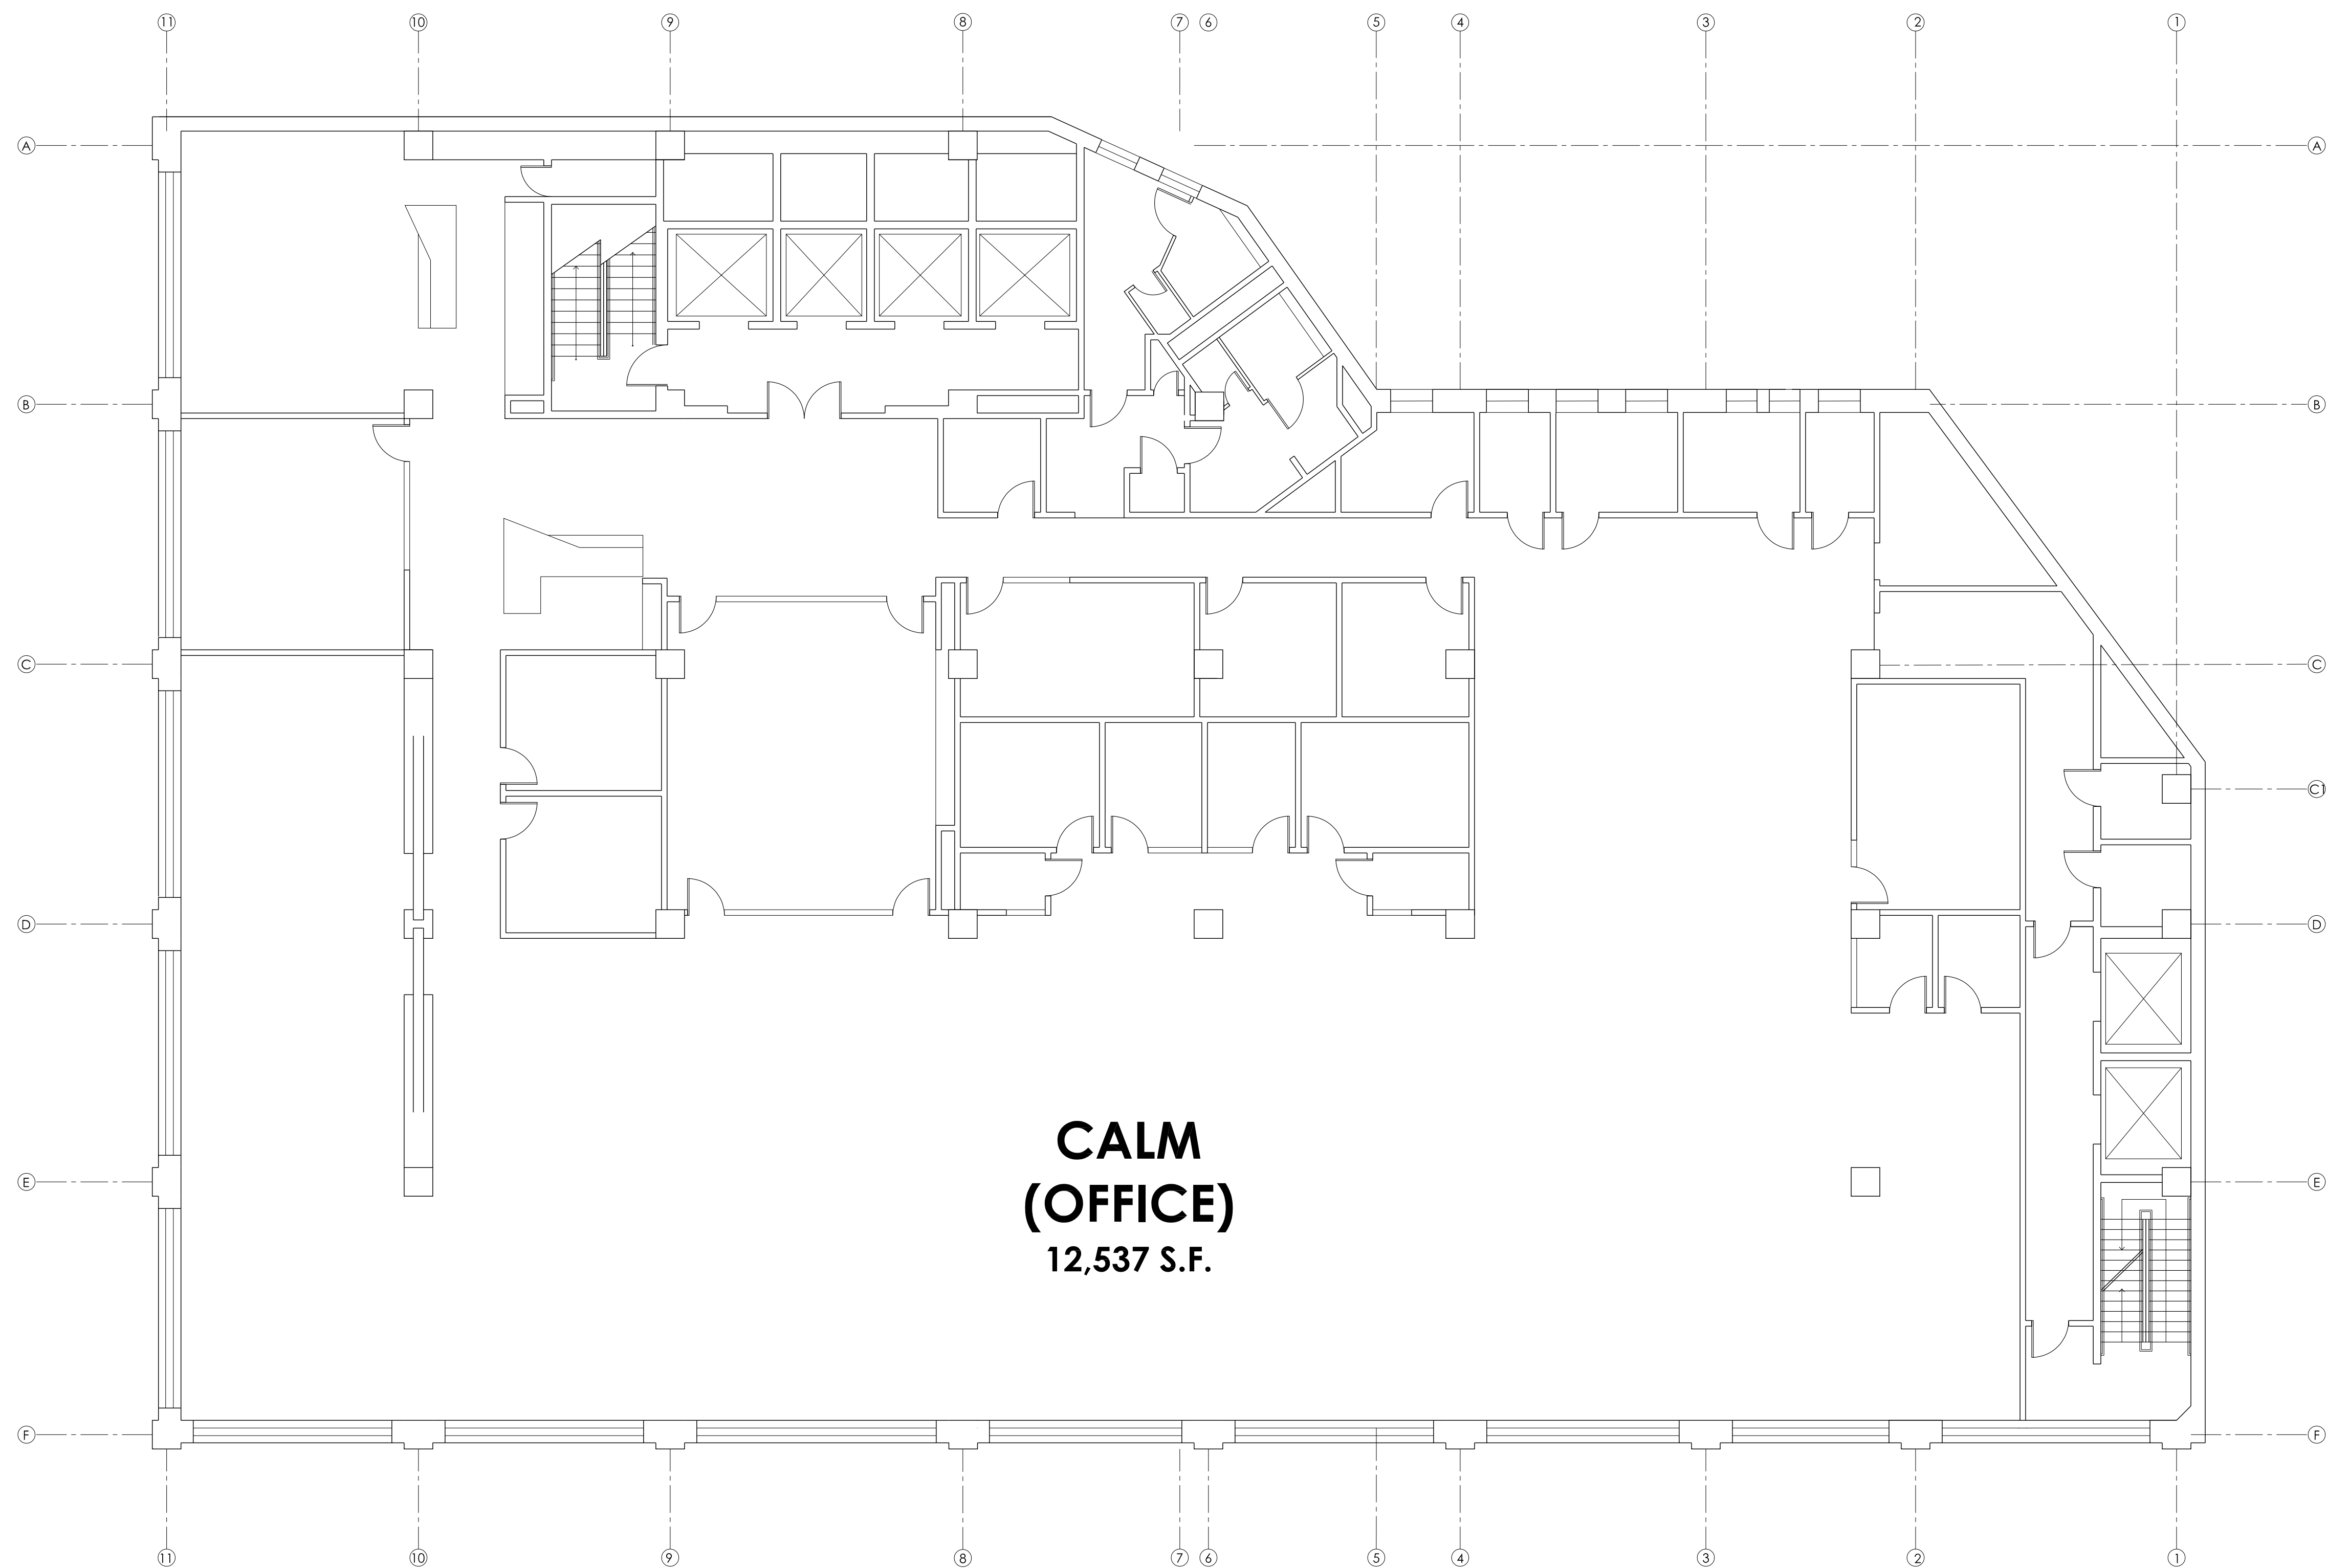 11 10 9 8 7 6 5 4 3 2 1
A A
B B
C C
C1
D D
CALM
(OFFICE)
E E
12,537 S.F.
F F
11 10 9 8 7 6 5 4 3 2 1